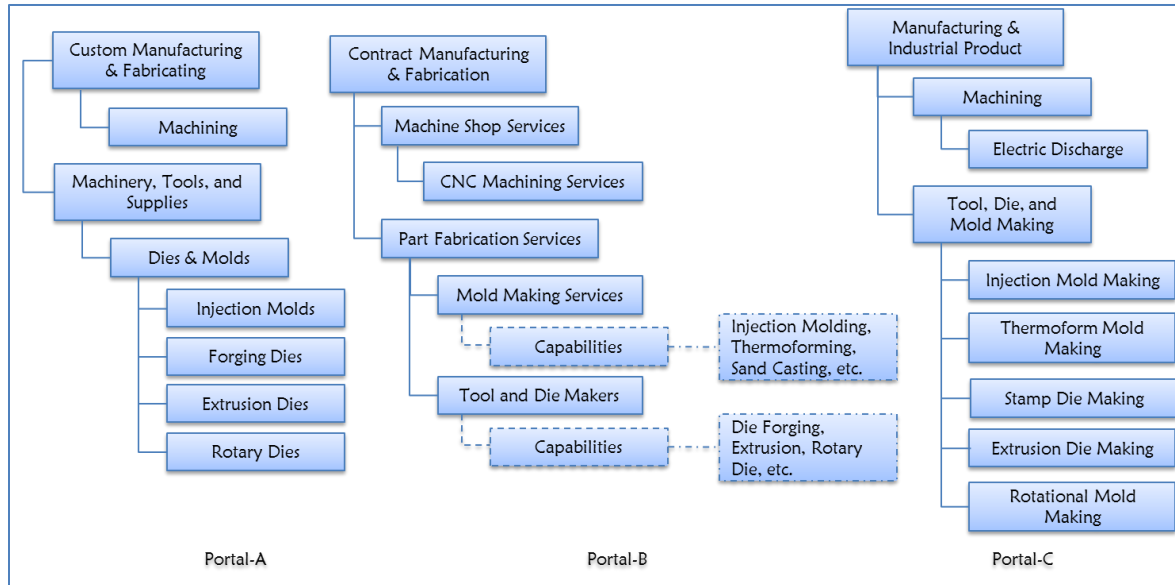 Custom Manufacturing
& Fabricating
Machining
Machinery, Tools, and
Supplies
Dies & Molds
Injection Molds
Forging Dies
Extrusion Dies
Rotary Dies
Portal-A
Contract Manufacturing
& Fabrication
Machine Shop Services
CNC Machining Services
Part Fabrication Services
Mold Making Services
Capabilities
Injection Molding,
Thermoforming,
Sand Casting, etc.
Tool and Die Makers
Capabilities
Die Forging,
Extrusion, Rotary
Die, etc.
Portal-B
Manufacturing &
Industrial Product
Machining
Electric Discharge
Tool, Die, and
Mold Making
Injection Mold Making
Thermoform Mold
Making
Stamp Die Making
Extrusion Die Making
Rotational Mold
Making
Portal-C